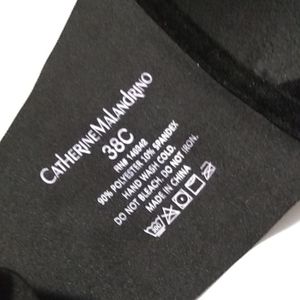 CATHERINE MALANDRINO
38C
RN# 140048
90% POLYESTER 10% SPANDEX
HAND WASH COLD.
DO NOT BLEACH. DO NOT IRON.
MADE IN CHINA